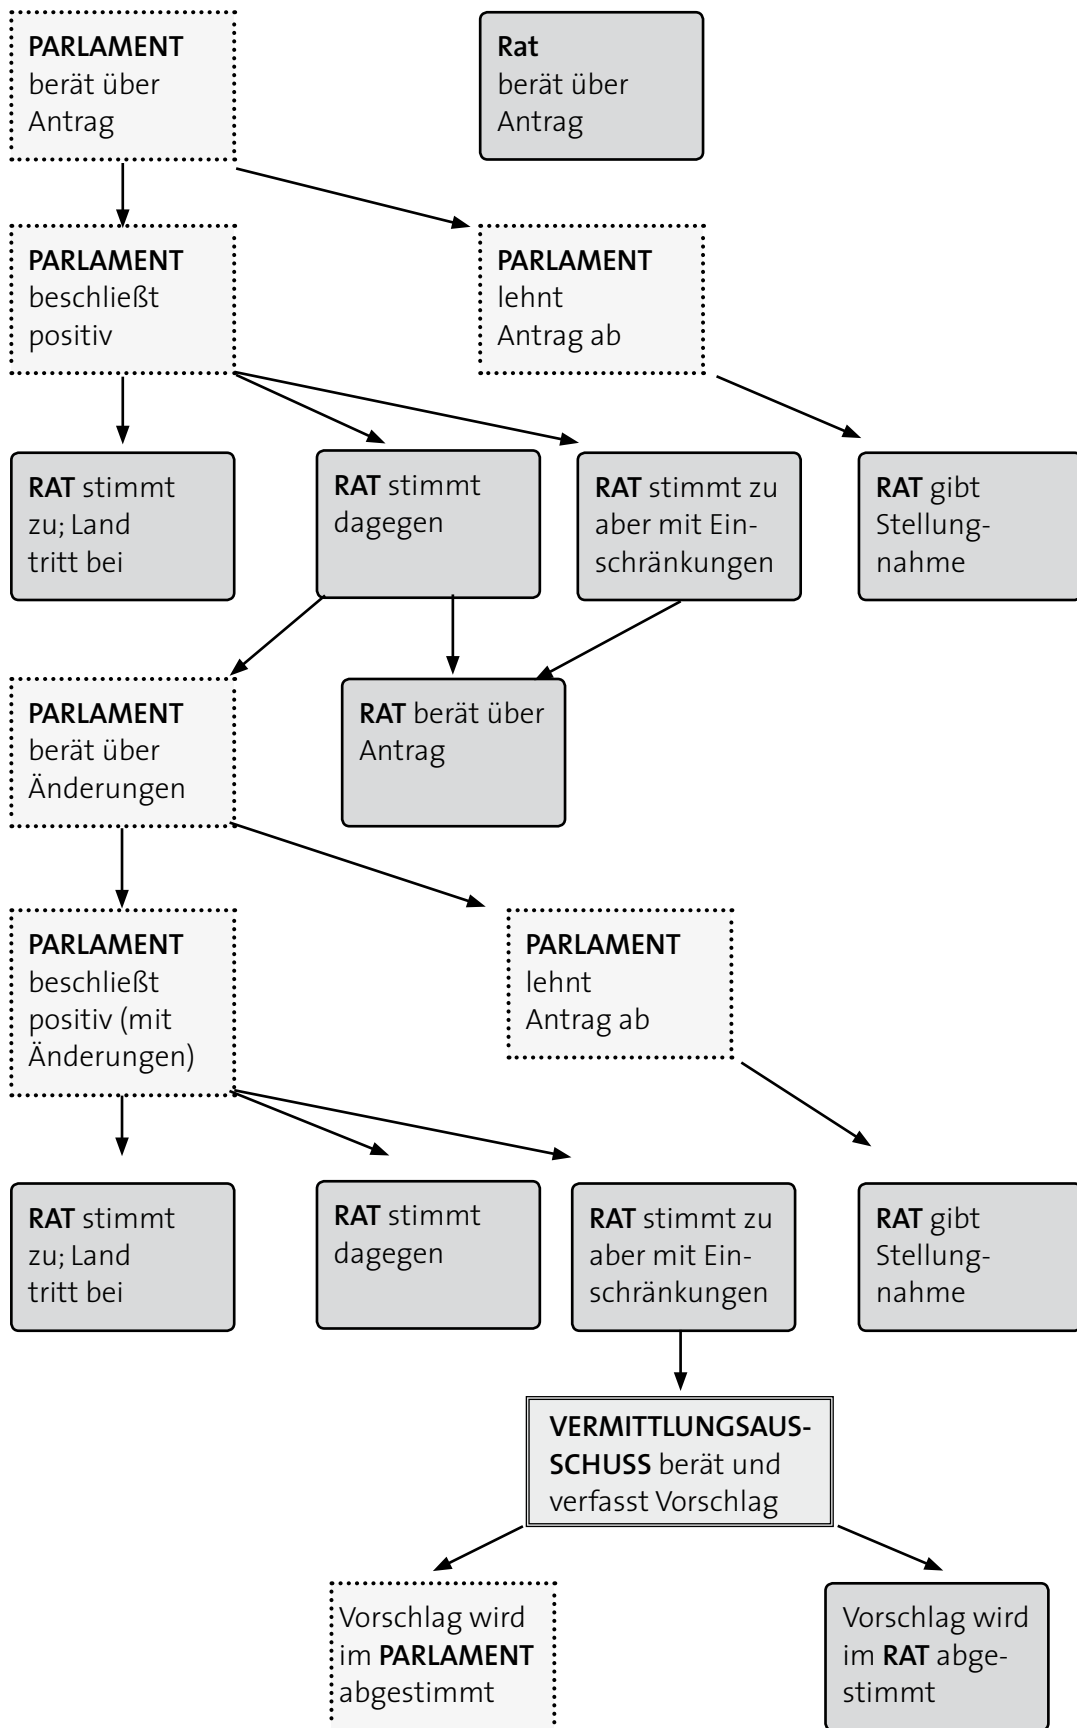 PARLAMENT
berät über
Antrag
Rat
berät über
Antrag
PARLAMENT
beschließt
positiv
PARLAMENT
lehnt
Antrag ab
RAT stimmt
zu; Land
tritt bei
RAT stimmt
dagegen
RAT stimmt zu
aber mit Ein-
schränkungen
RAT gibt
Stellung-
nahme
PARLAMENT
berät über
Änderungen
RAT berät über
Antrag
PARLAMENT
beschließt
positiv (mit
Änderungen)
PARLAMENT
lehnt
Antrag ab
RAT stimmt
zu; Land
tritt bei
RAT stimmt
dagegen
RAT stimmt zu
aber mit Ein-
schränkungen
RAT gibt
Stellung-
nahme
VERMITTLUNGSAUS-
SCHUSS berät und
verfasst Vorschlag
Vorschlag wird
im PARLAMENT
abgestimmt
Vorschlag wird
im RAT abge-
stimmt